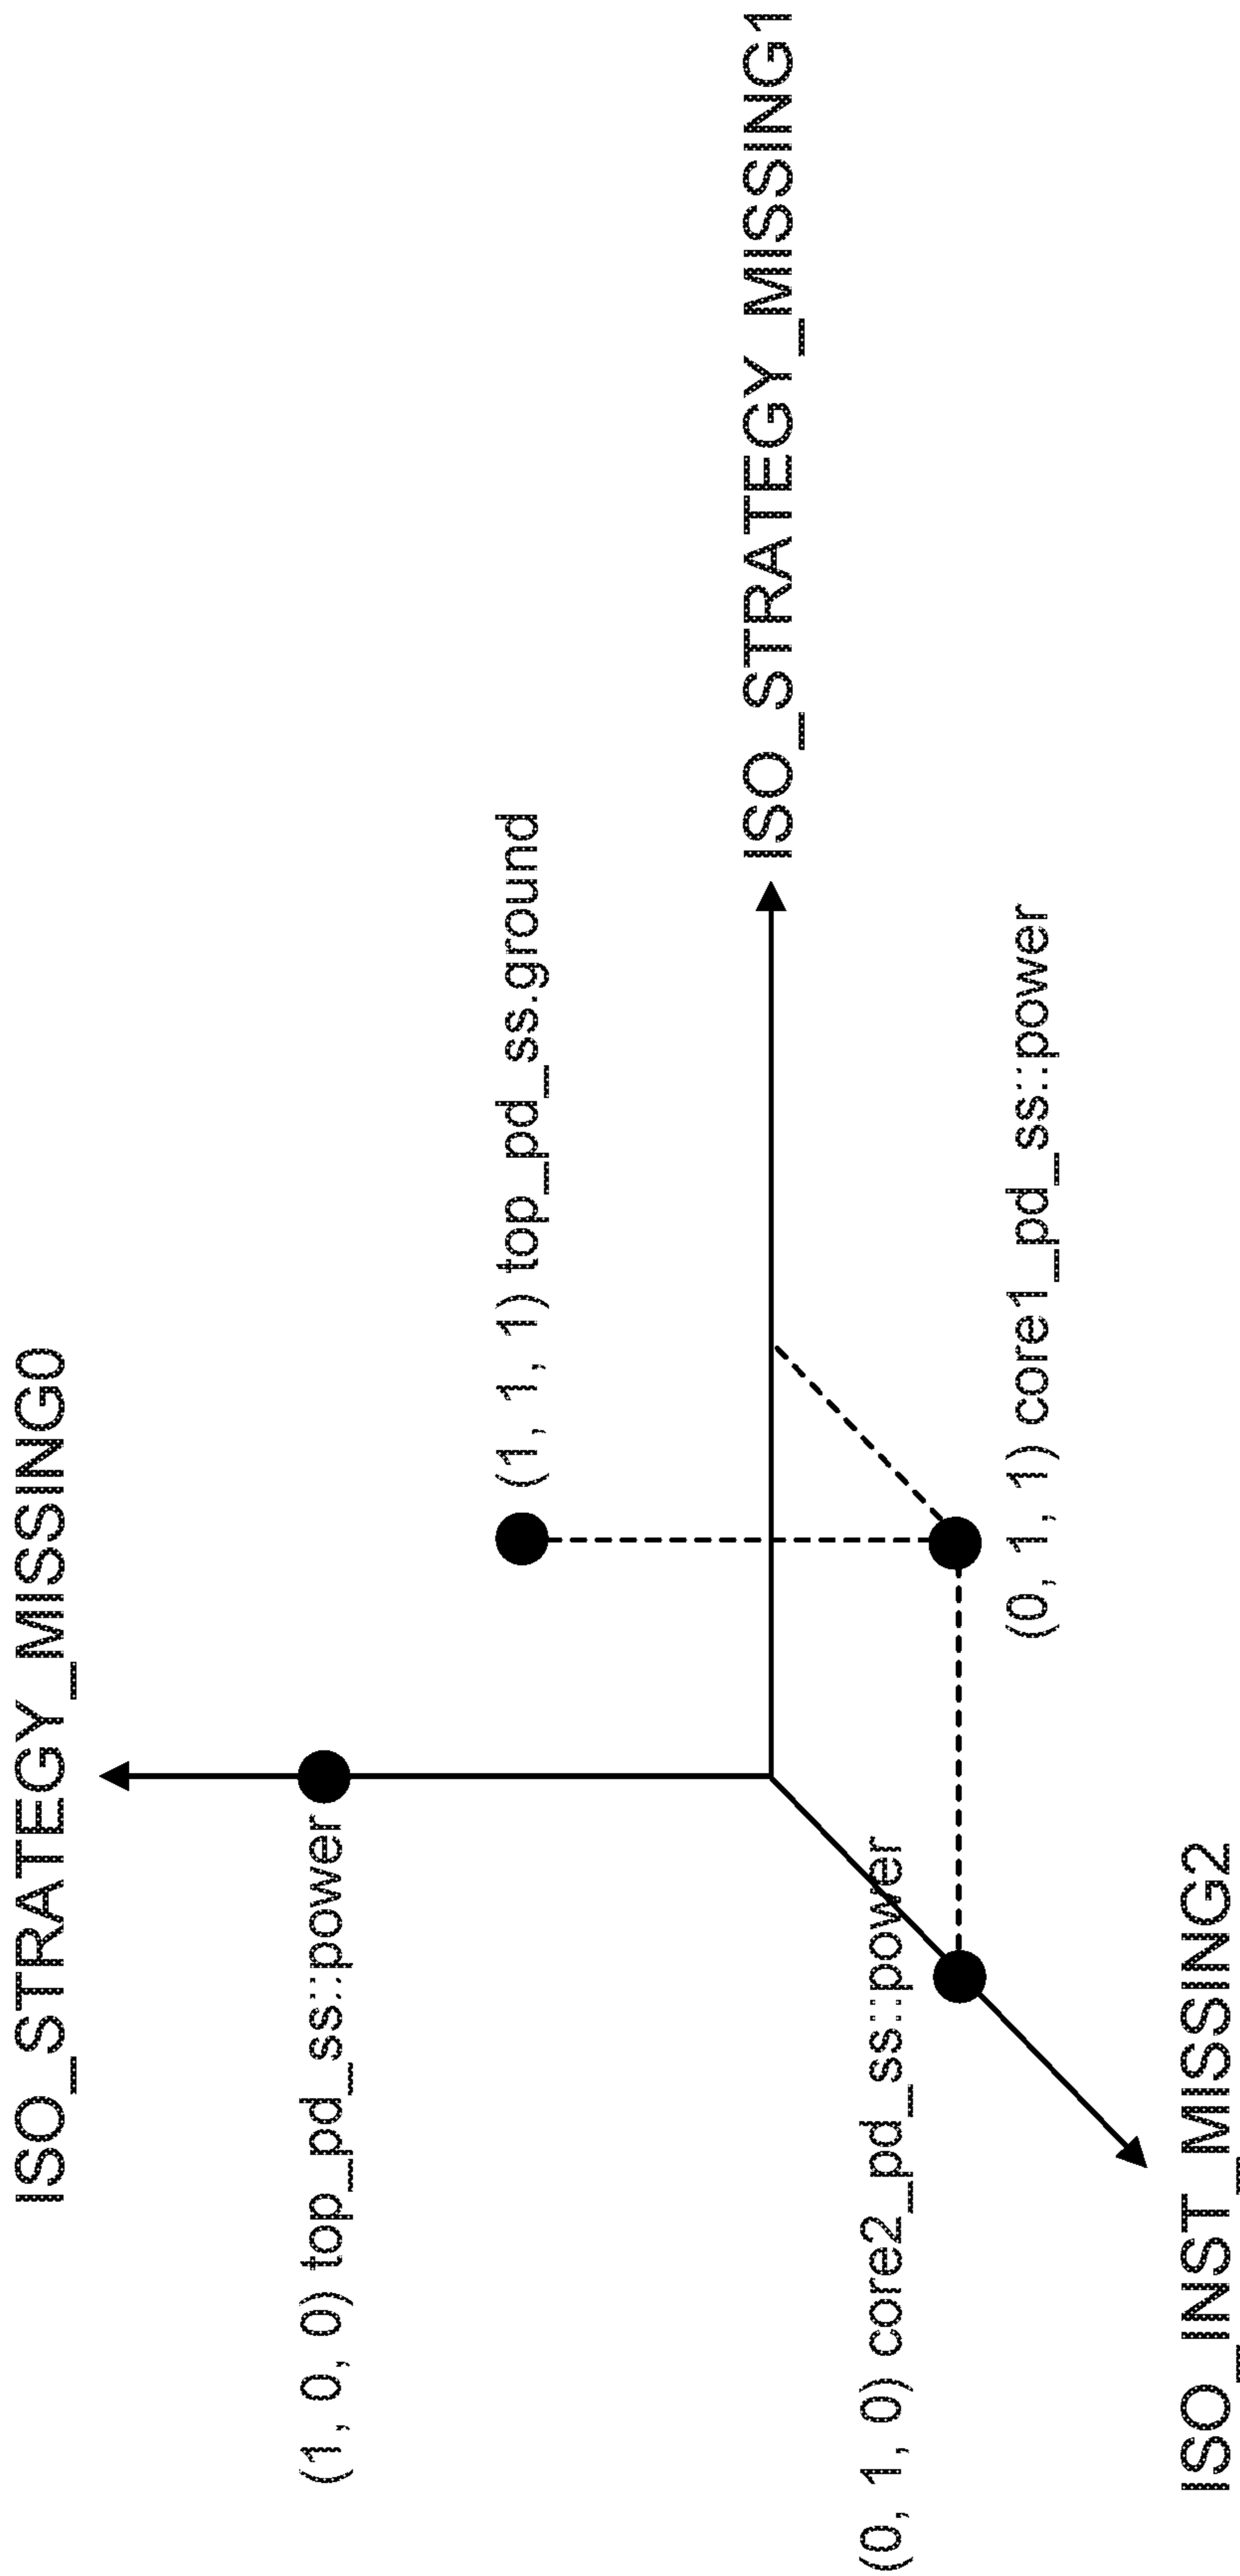 ISO_STRATEGY_MISSING0
(1, 0, 0) top_pd_ss::power
(1, 1, 1) top_pd_ss.ground
ISO_STRATEGY_MISSING1
(0, 1, 0) core2_pd_ss::power
(0, 1, 1) core1_pd_ss::power
ISO_INST_MISSING2